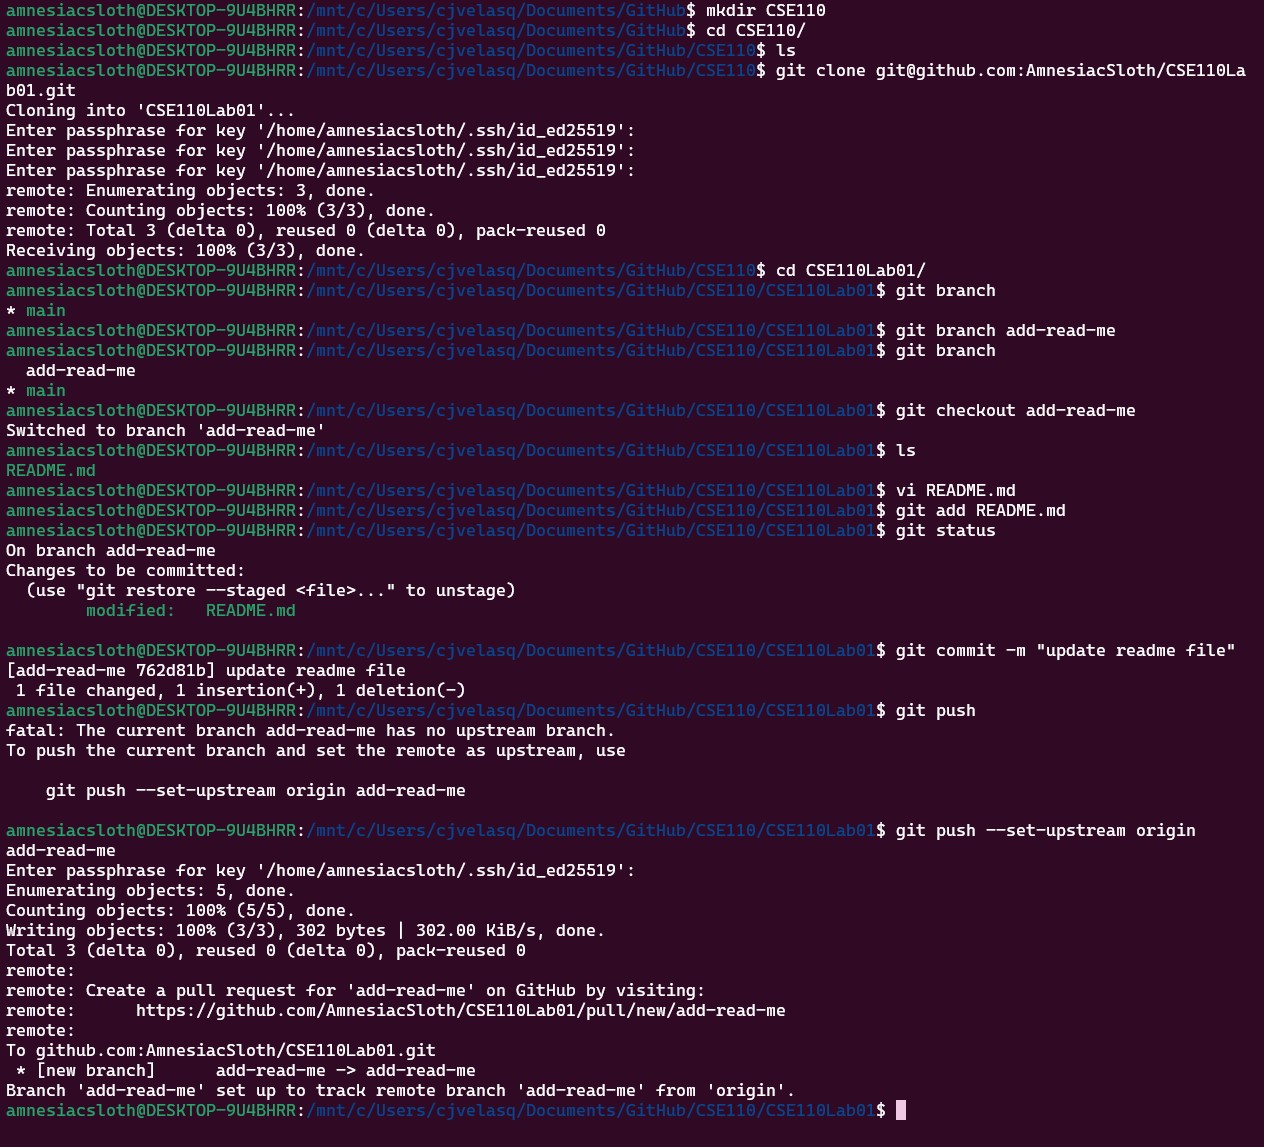 amnesiacsloth@DESKTOP-9U4BHRR:/mnt/c/Users/cjvelasq/Documents/GitHub$ mkdir CSE110
amnesiacsloth@DESKTOP-9U4BHRR:/mnt/c/Users/cjvelasq/Documents/GitHub$ cd CSE110/
amnesiacsloth@DESKTOP-9U4BHRR:/mnt/c/Users/cjvelasq/Documents/GitHub/CSE110$ ls
amnesiacsloth@DESKTOP-9U4BHRR:/mnt/c/Users/cjvelasq/Documents/GitHub/CSE110$ git clone git@github.com:AmnesiacSloth/CSE110La
b01.git
Cloning into 'CSE110Lab01'...
Enter passphrase for key '/home/amnesiacsloth/.ssh/id_ed25519':
Enter passphrase for key '/home/amnesiacsloth/.ssh/id_ed25519':
Enter passphrase for key '/home/amnesiacsloth/.ssh/id_ed25519':
remote: Enumerating objects: 3, done.
remote: Counting objects: 100% (3/3), done.
remote: Total 3 (delta 0), reused 0 (delta 0), pack-reused 0
Receiving objects: 100% (3/3), done.
amnesiacsloth@DESKTOP-9U4BHRR:/mnt/c/Users/cjvelasq/Documents/GitHub/CSE110$ cd CSE110Lab01/
amnesiacsloth@DESKTOP-9U4BHRR:/mnt/c/Users/cjvelasq/Documents/GitHub/CSE110/CSE110Lab01$ git branch
* main
amnesiacsloth@DESKTOP-9U4BHRR:/mnt/c/Users/cjvelasq/Documents/GitHub/CSE110/CSE110Lab01$ git branch add-read-me
amnesiacsloth@DESKTOP-9U4BHRR:/mnt/c/Users/cjvelasq/Documents/GitHub/CSE110/CSE110Lab01$ git branch
  add-read-me
* main
amnesiacsloth@DESKTOP-9U4BHRR:/mnt/c/Users/cjvelasq/Documents/GitHub/CSE110/CSE110Lab01$ git checkout add-read-me
Switched to branch 'add-read-me'
amnesiacsloth@DESKTOP-9U4BHRR:/mnt/c/Users/cjvelasq/Documents/GitHub/CSE110/CSE110Lab01$ ls
README.md
amnesiacsloth@DESKTOP-9U4BHRR:/mnt/c/Users/cjvelasq/Documents/GitHub/CSE110/CSE110Lab01$ vi README.md
amnesiacsloth@DESKTOP-9U4BHRR:/mnt/c/Users/cjvelasq/Documents/GitHub/CSE110/CSE110Lab01$ git add README.md
amnesiacsloth@DESKTOP-9U4BHRR:/mnt/c/Users/cjvelasq/Documents/GitHub/CSE110/CSE110Lab01$ git status
On branch add-read-me
Changes to be committed:
  (use "git restore --staged <file>..." to unstage)
        modified:   README.md

amnesiacsloth@DESKTOP-9U4BHRR:/mnt/c/Users/cjvelasq/Documents/GitHub/CSE110/CSE110Lab01$ git commit -m "update readme file"
[add-read-me 762d81b] update readme file
 1 file changed, 1 insertion(+), 1 deletion(-)
amnesiacsloth@DESKTOP-9U4BHRR:/mnt/c/Users/cjvelasq/Documents/GitHub/CSE110/CSE110Lab01$ git push
fatal: The current branch add-read-me has no upstream branch.
To push the current branch and set the remote as upstream, use

    git push --set-upstream origin add-read-me

amnesiacsloth@DESKTOP-9U4BHRR:/mnt/c/Users/cjvelasq/Documents/GitHub/CSE110/CSE110Lab01$ git push --set-upstream origin
add-read-me
Enter passphrase for key '/home/amnesiacsloth/.ssh/id_ed25519':
Enumerating objects: 5, done.
Counting objects: 100% (5/5), done.
Writing objects: 100% (3/3), 302 bytes | 302.00 KiB/s, done.
Total 3 (delta 0), reused 0 (delta 0), pack-reused 0
remote:
remote: Create a pull request for 'add-read-me' on GitHub by visiting:
remote:      https://github.com/AmnesiacSloth/CSE110Lab01/pull/new/add-read-me
remote:
To github.com:AmnesiacSloth/CSE110Lab01.git
 * [new branch]      add-read-me -> add-read-me
Branch 'add-read-me' set up to track remote branch 'add-read-me' from 'origin'.
amnesiacsloth@DESKTOP-9U4BHRR:/mnt/c/Users/cjvelasq/Documents/GitHub/CSE110/CSE110Lab01$